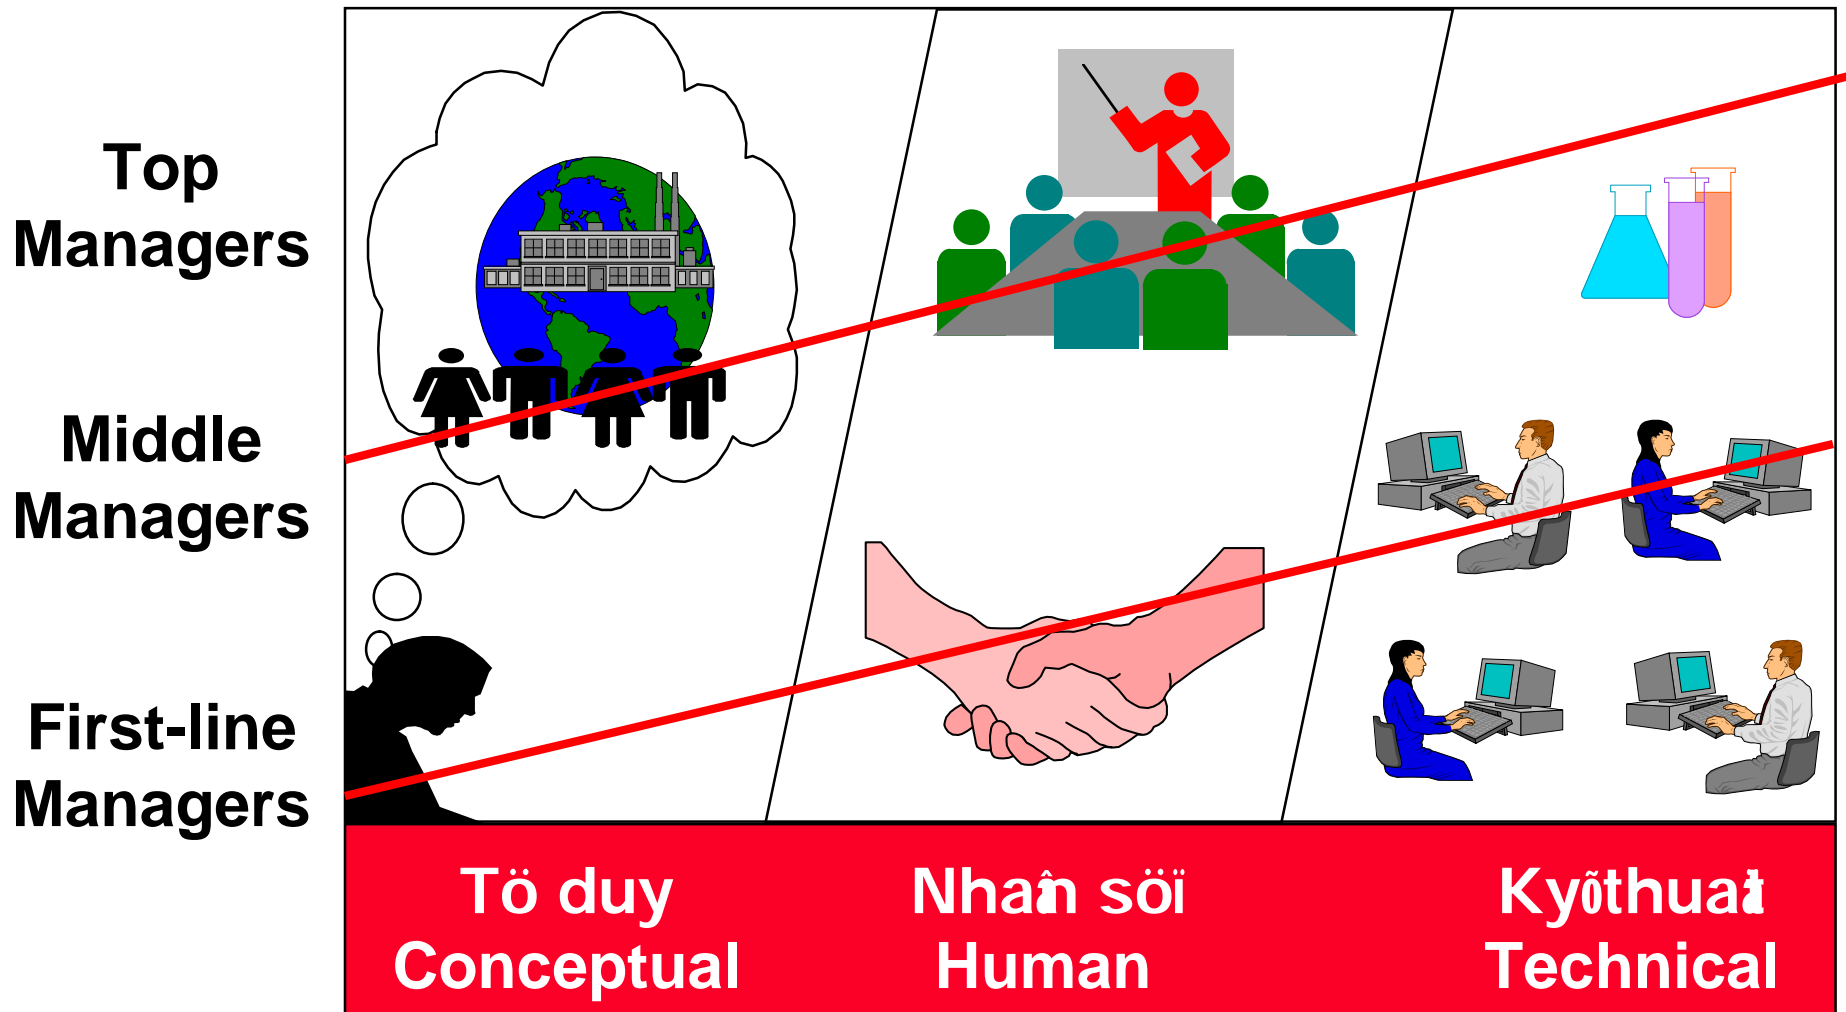 Top
Managers
Middle
Managers
First-line
Managers
Tö duy
Conceptual
Nhaân söï
Human
Kyõ thuaät
Technical